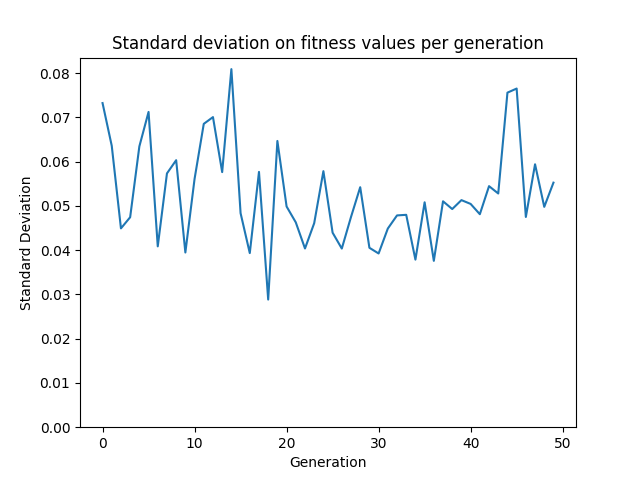 Standard deviation on fitness values per generation
0.08
0.07
0.06
0.05
0.04
0.03
0.02
0.01
0.00
Standard Deviation
0 10 20 30 40 50
Generation